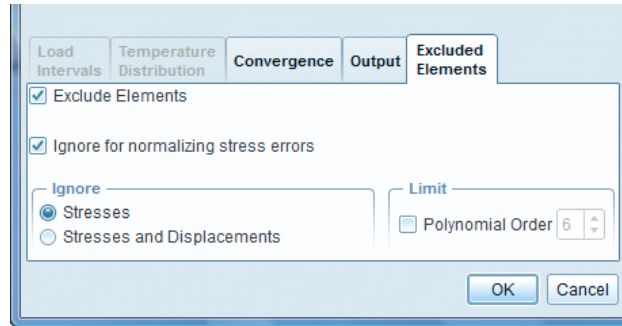 Load Intervals
Temperature Distribution
Convergence
Output
Excluded Elements
Exclude Elements
Ignore for normalizing stress errors
Ignore
Stresses
Stresses and Displacements
Limit
Polynomial Order 6
OK
Cancel